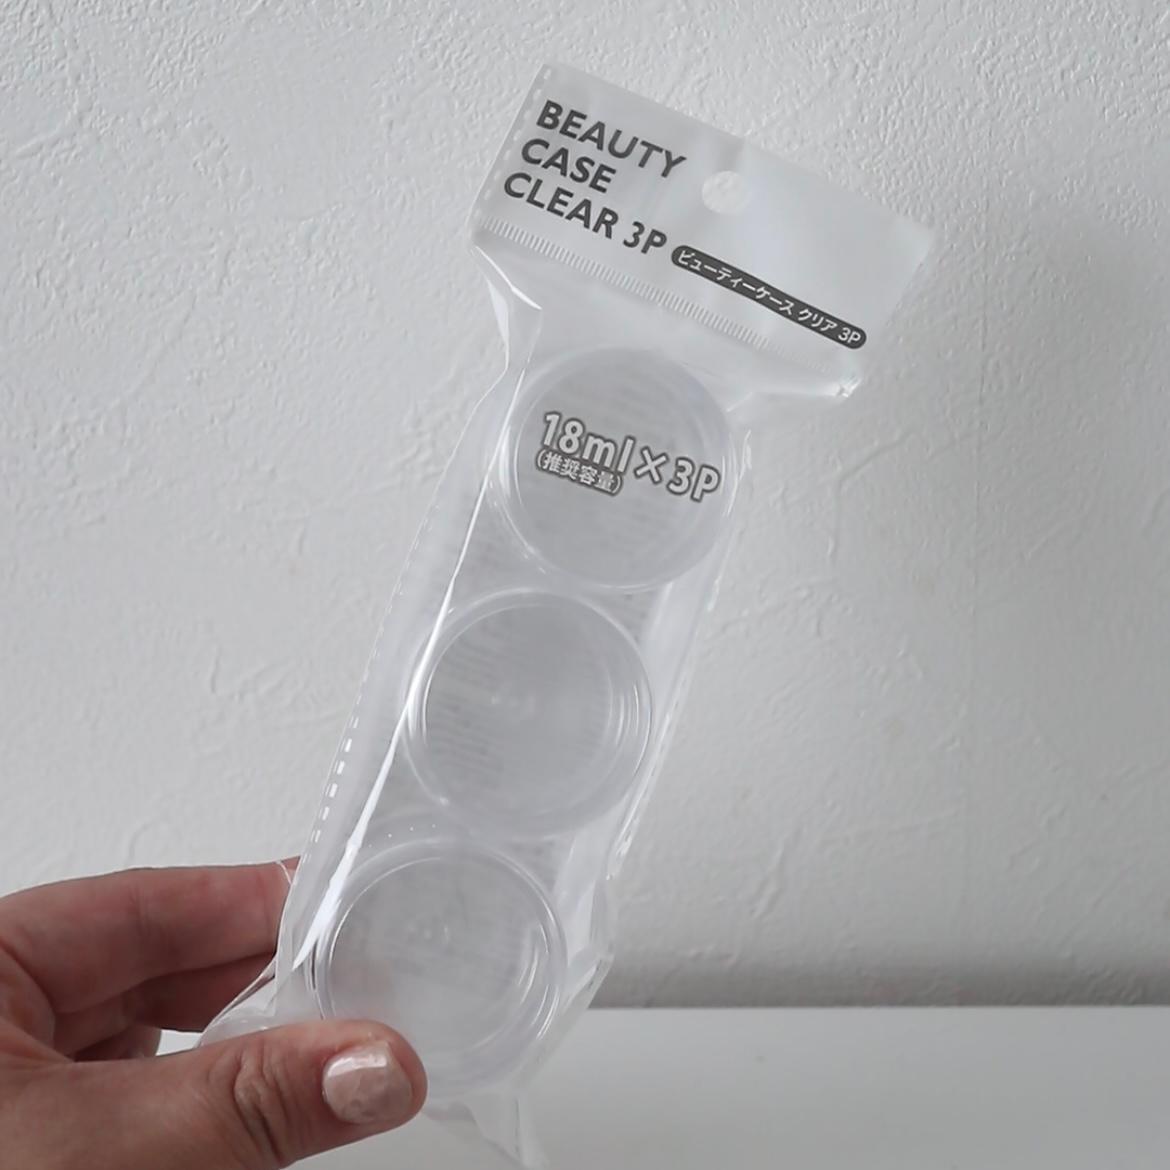 BEAUTY
CASE
CLEAR 3P
ビューティーケース クリア 3P
18ml×3P
(推奨容量)